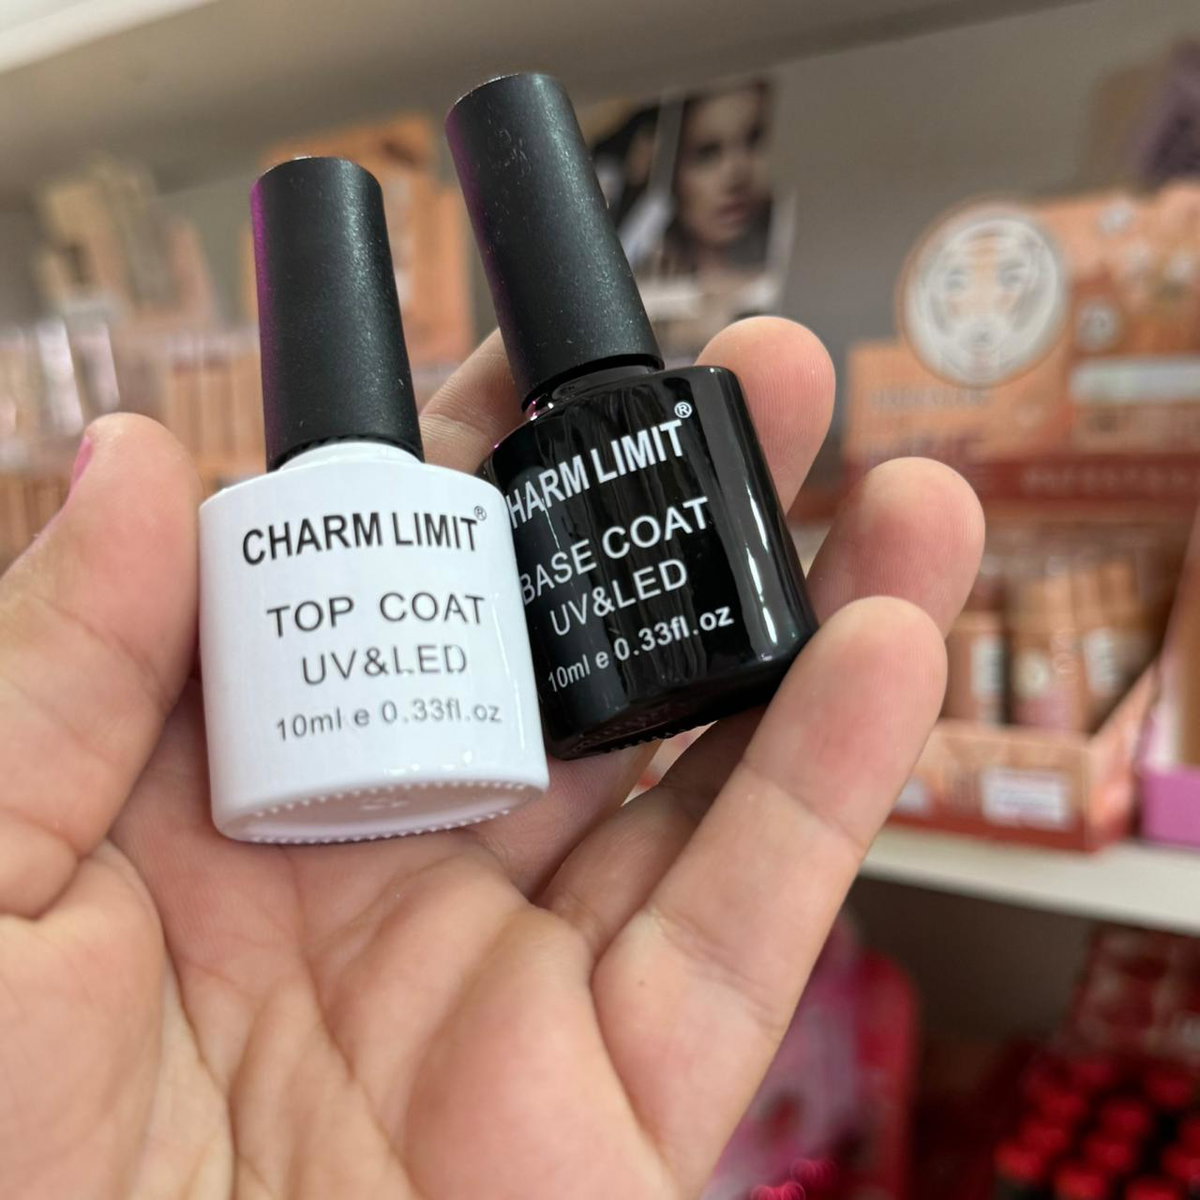 CHARM LIMIT®
TOP COAT
UV&LED
10ml e 0.33fl.oz
HARM LIMIT®
BASE COAT
UV&LED
10ml e 0.33fl.oz